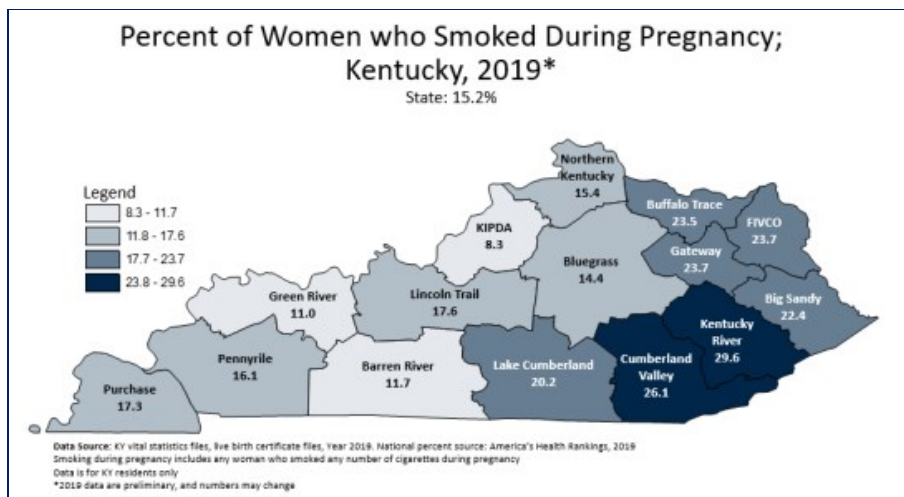 Percent of Women who Smoked During Pregnancy;
Kentucky, 2019*
State: 15.2%
Legend
8.3 - 11.7
11.8 - 17.6
17.7 - 23.7
23.8 - 29.6
Northern
Kentucky
15.4
Buffalo Trace
23.5
FIVCO
23.7
KIPDA
8.3
Gateway
23.7
Bluegrass
14.4
Green River
11.0
Lincoln Trail
17.6
Big Sandy
22.4
Kentucky
River
29.6
Pennyrile
16.1
Barren River
11.7
Lake Cumberland
20.2
Cumberland
Valley
26.1
Purchase
17.3
Data Source: KY vital statistics files, live birth certificate files, Year 2019. National percent source: America's Health Rankings, 2019
Smoking during pregnancy includes any woman who smoked any number of cigarettes during pregnancy
Data is for KY residents only
*2019 data are preliminary, and numbers may change